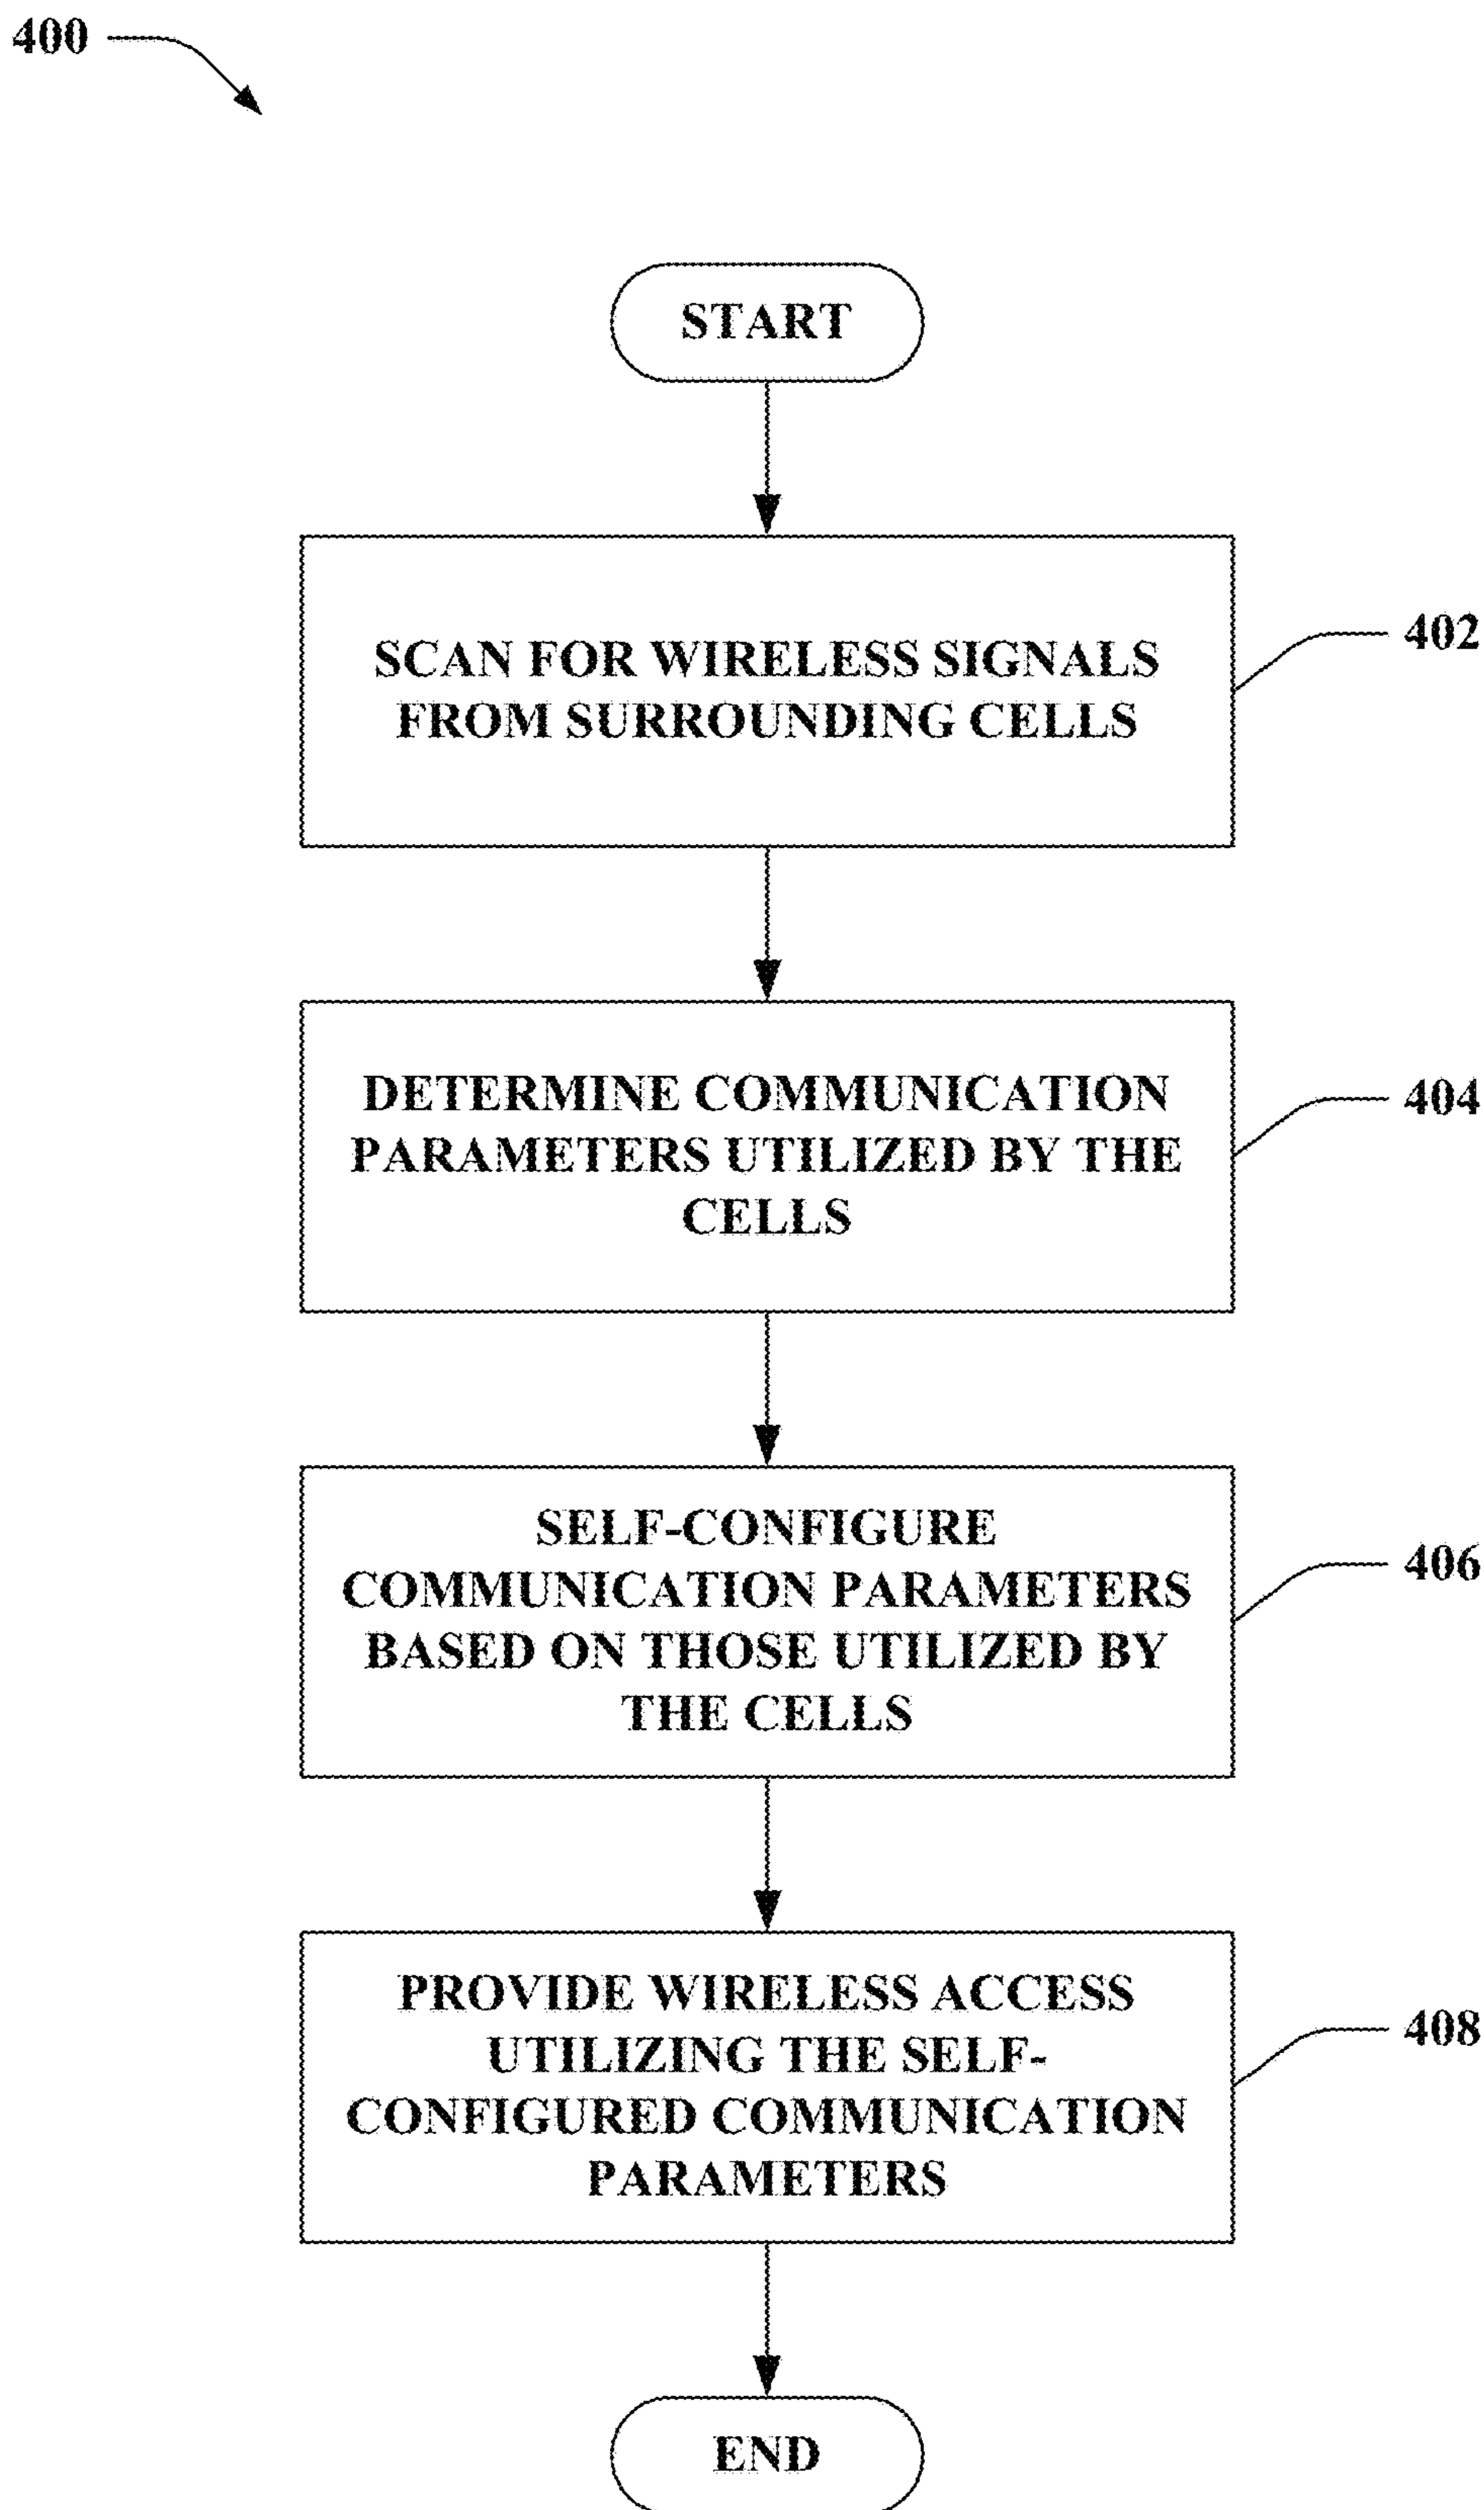 400
START
SCAN FOR WIRELESS SIGNALS
FROM SURROUNDING CELLS
402
DETERMINE COMMUNICATION
PARAMETERS UTILIZED BY THE
CELLS
404
SELF-CONFIGURE
COMMUNICATION PARAMETERS
BASED ON THOSE UTILIZED BY
THE CELLS
406
PROVIDE WIRELESS ACCESS
UTILIZING THE SELF-
CONFIGURED COMMUNICATION
PARAMETERS
408
END